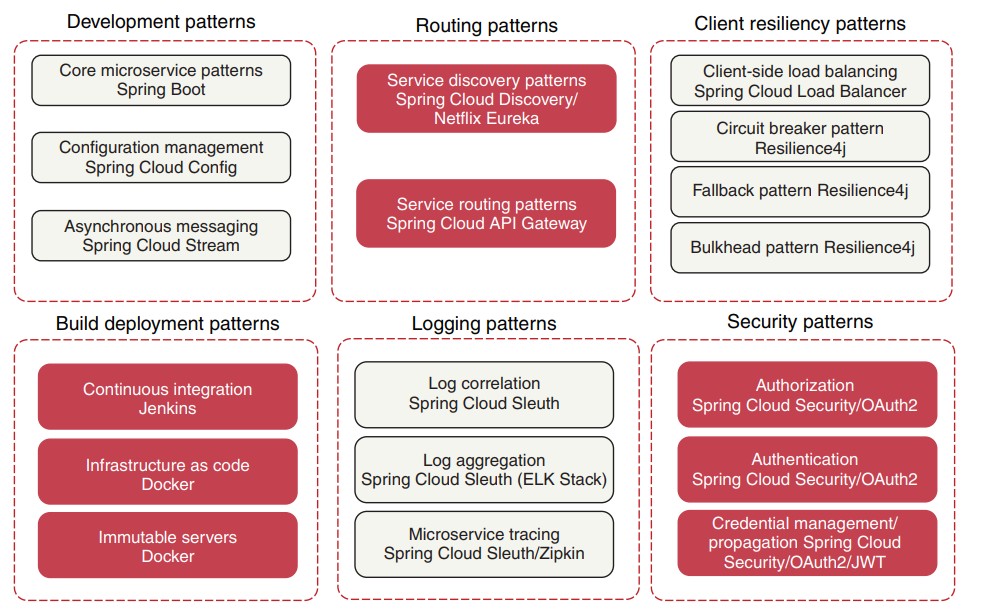 Development patterns
Core microservice patterns
Spring Boot
Configuration management
Spring Cloud Config
Asynchronous messaging
Spring Cloud Stream
Routing patterns
Service discovery patterns
Spring Cloud Discovery/
Netflix Eureka
Service routing patterns
Spring Cloud API Gateway
Client resiliency patterns
Client-side load balancing
Spring Cloud Load Balancer
Circuit breaker pattern
Resilience4j
Fallback pattern Resilience4j
Bulkhead pattern Resilience4j
Build deployment patterns
Continuous integration
Jenkins
Infrastructure as code
Docker
Immutable servers
Docker
Logging patterns
Log correlation
Spring Cloud Sleuth
Log aggregation
Spring Cloud Sleuth (ELK Stack)
Microservice tracing
Spring Cloud Sleuth/Zipkin
Security patterns
Authorization
Spring Cloud Security/OAuth2
Authentication
Spring Cloud Security/OAuth2
Credential management/
propagation Spring Cloud
Security/OAuth2/JWT